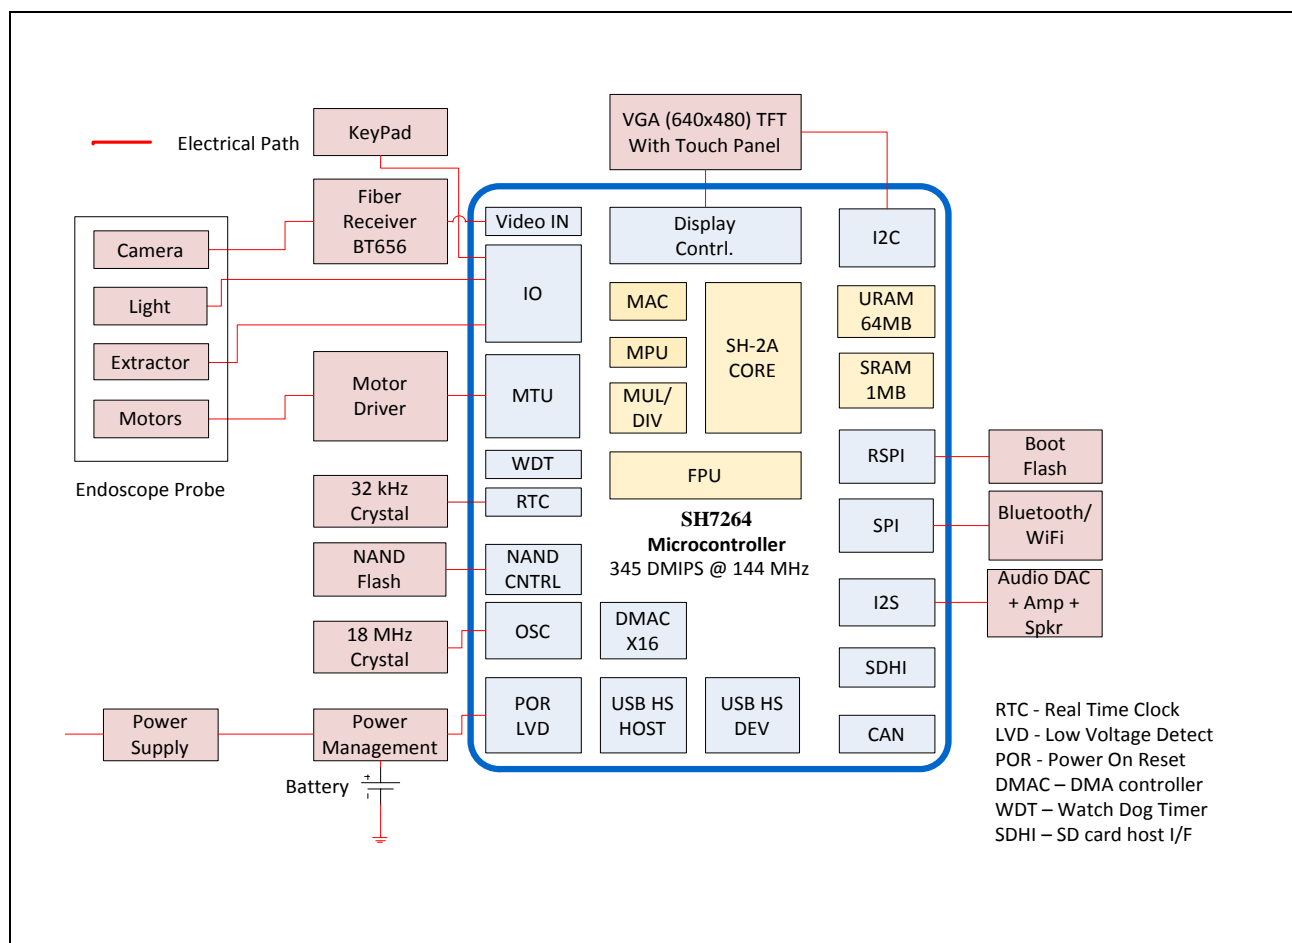 Electrical Path
KeyPad
VGA (640x480) TFT
With Touch Panel
Fiber
Receiver
BT656
Video IN
Display
Contrl.
I2C
Camera
Light
Extractor
Motors
Endoscope Probe
IO
MAC
MPU
MUL/
DIV
SH-2A
CORE
URAM
64MB
SRAM
1MB
Motor
Driver
MTU
WDT
FPU
RSPI
Boot
Flash
32 kHz
Crystal
RTC
SH7264
Microcontroller
345 DMIPS @ 144 MHz
SPI
Bluetooth/
WiFi
NAND
Flash
NAND
CNTRL
I2S
Audio DAC
+ Amp +
Spkr
18 MHz
Crystal
OSC
DMAC
X16
SDHI
Power
Supply
Power
Management
POR
LVD
USB HS
HOST
USB HS
DEV
CAN
Battery
+
-
RTC - Real Time Clock
LVD - Low Voltage Detect
POR - Power On Reset
DMAC – DMA controller
WDT – Watch Dog Timer
SDHI – SD card host I/F